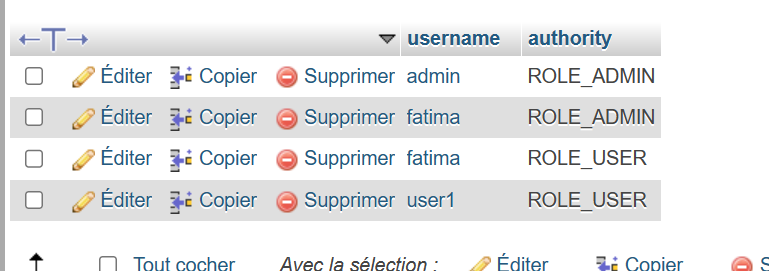 username authority
Éditer Copier Supprimer admin ROLE_ADMIN
Éditer Copier Supprimer fatima ROLE_ADMIN
Éditer Copier Supprimer fatima ROLE_USER
Éditer Copier Supprimer user1 ROLE_USER
Tout cocher Avec la sélection : Éditer Copier